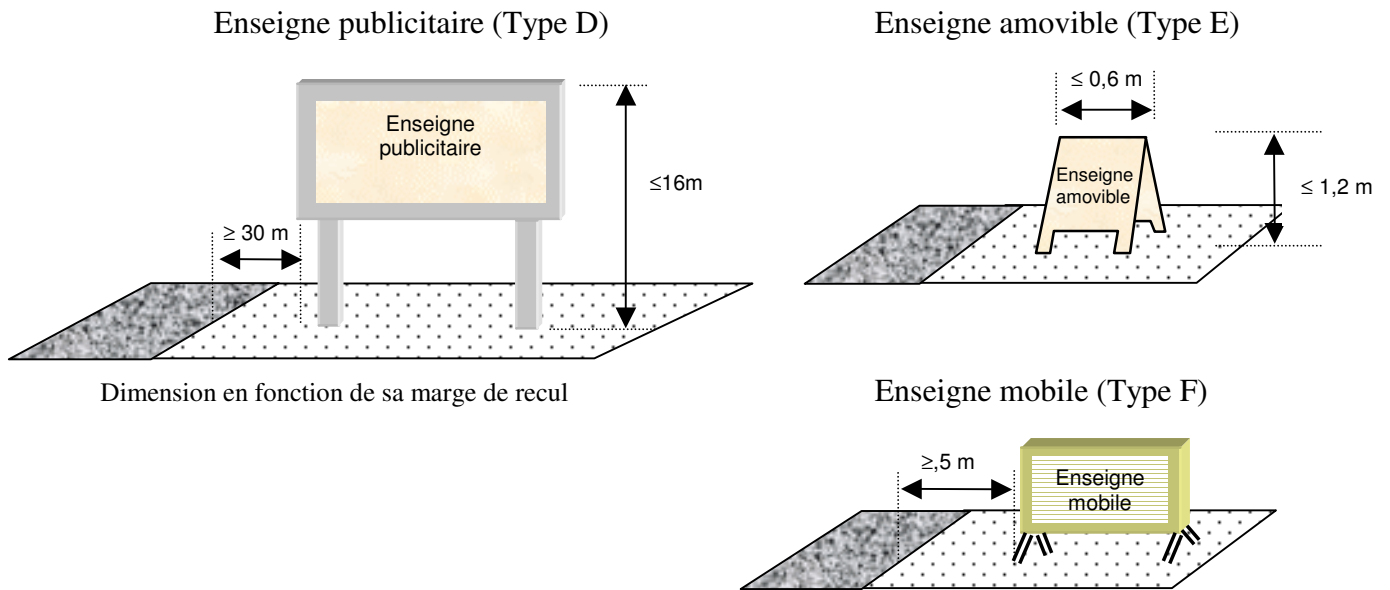 Enseigne publicitaire (Type D)
Enseigne
publicitaire
≤16m
≥ 30 m
Dimension en fonction de sa marge de recul
Enseigne amovible (Type E)
≤ 0,6 m
Enseigne
amovible
≤ 1,2 m
Enseigne mobile (Type F)
≥,5 m
Enseigne
mobile